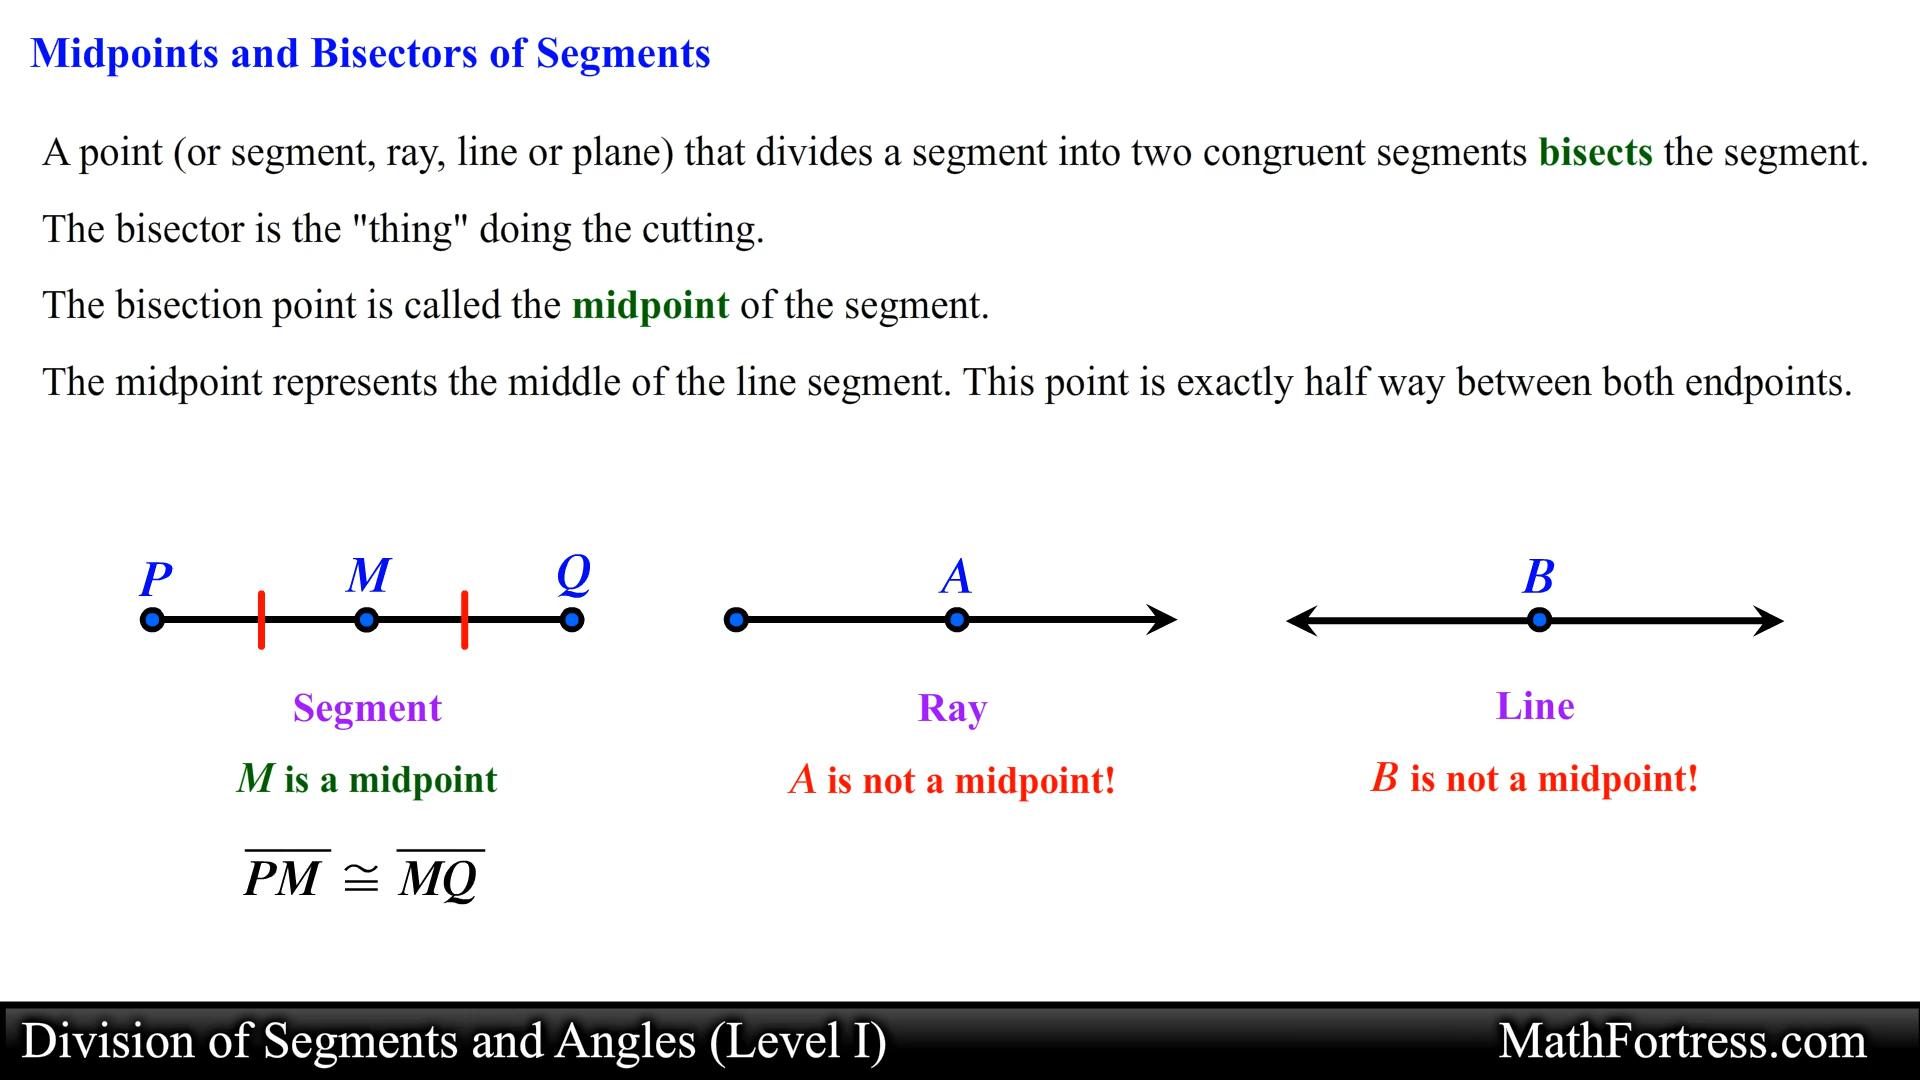 Midpoints and Bisectors of Segments
A point (or segment, ray, line or plane) that divides a segment into two congruent segments bisects the segment.
The bisector is the "thing" doing the cutting.
The bisection point is called the midpoint of the segment.
The midpoint represents the middle of the line segment. This point is exactly half way between both endpoints.
P M Q A B
Segment Ray Line
M is a midpoint A is not a midpoint! B is not a midpoint!
P̅M̅ ≅ M̅Q̅
Division of Segments and Angles (Level I) MathFortress.com